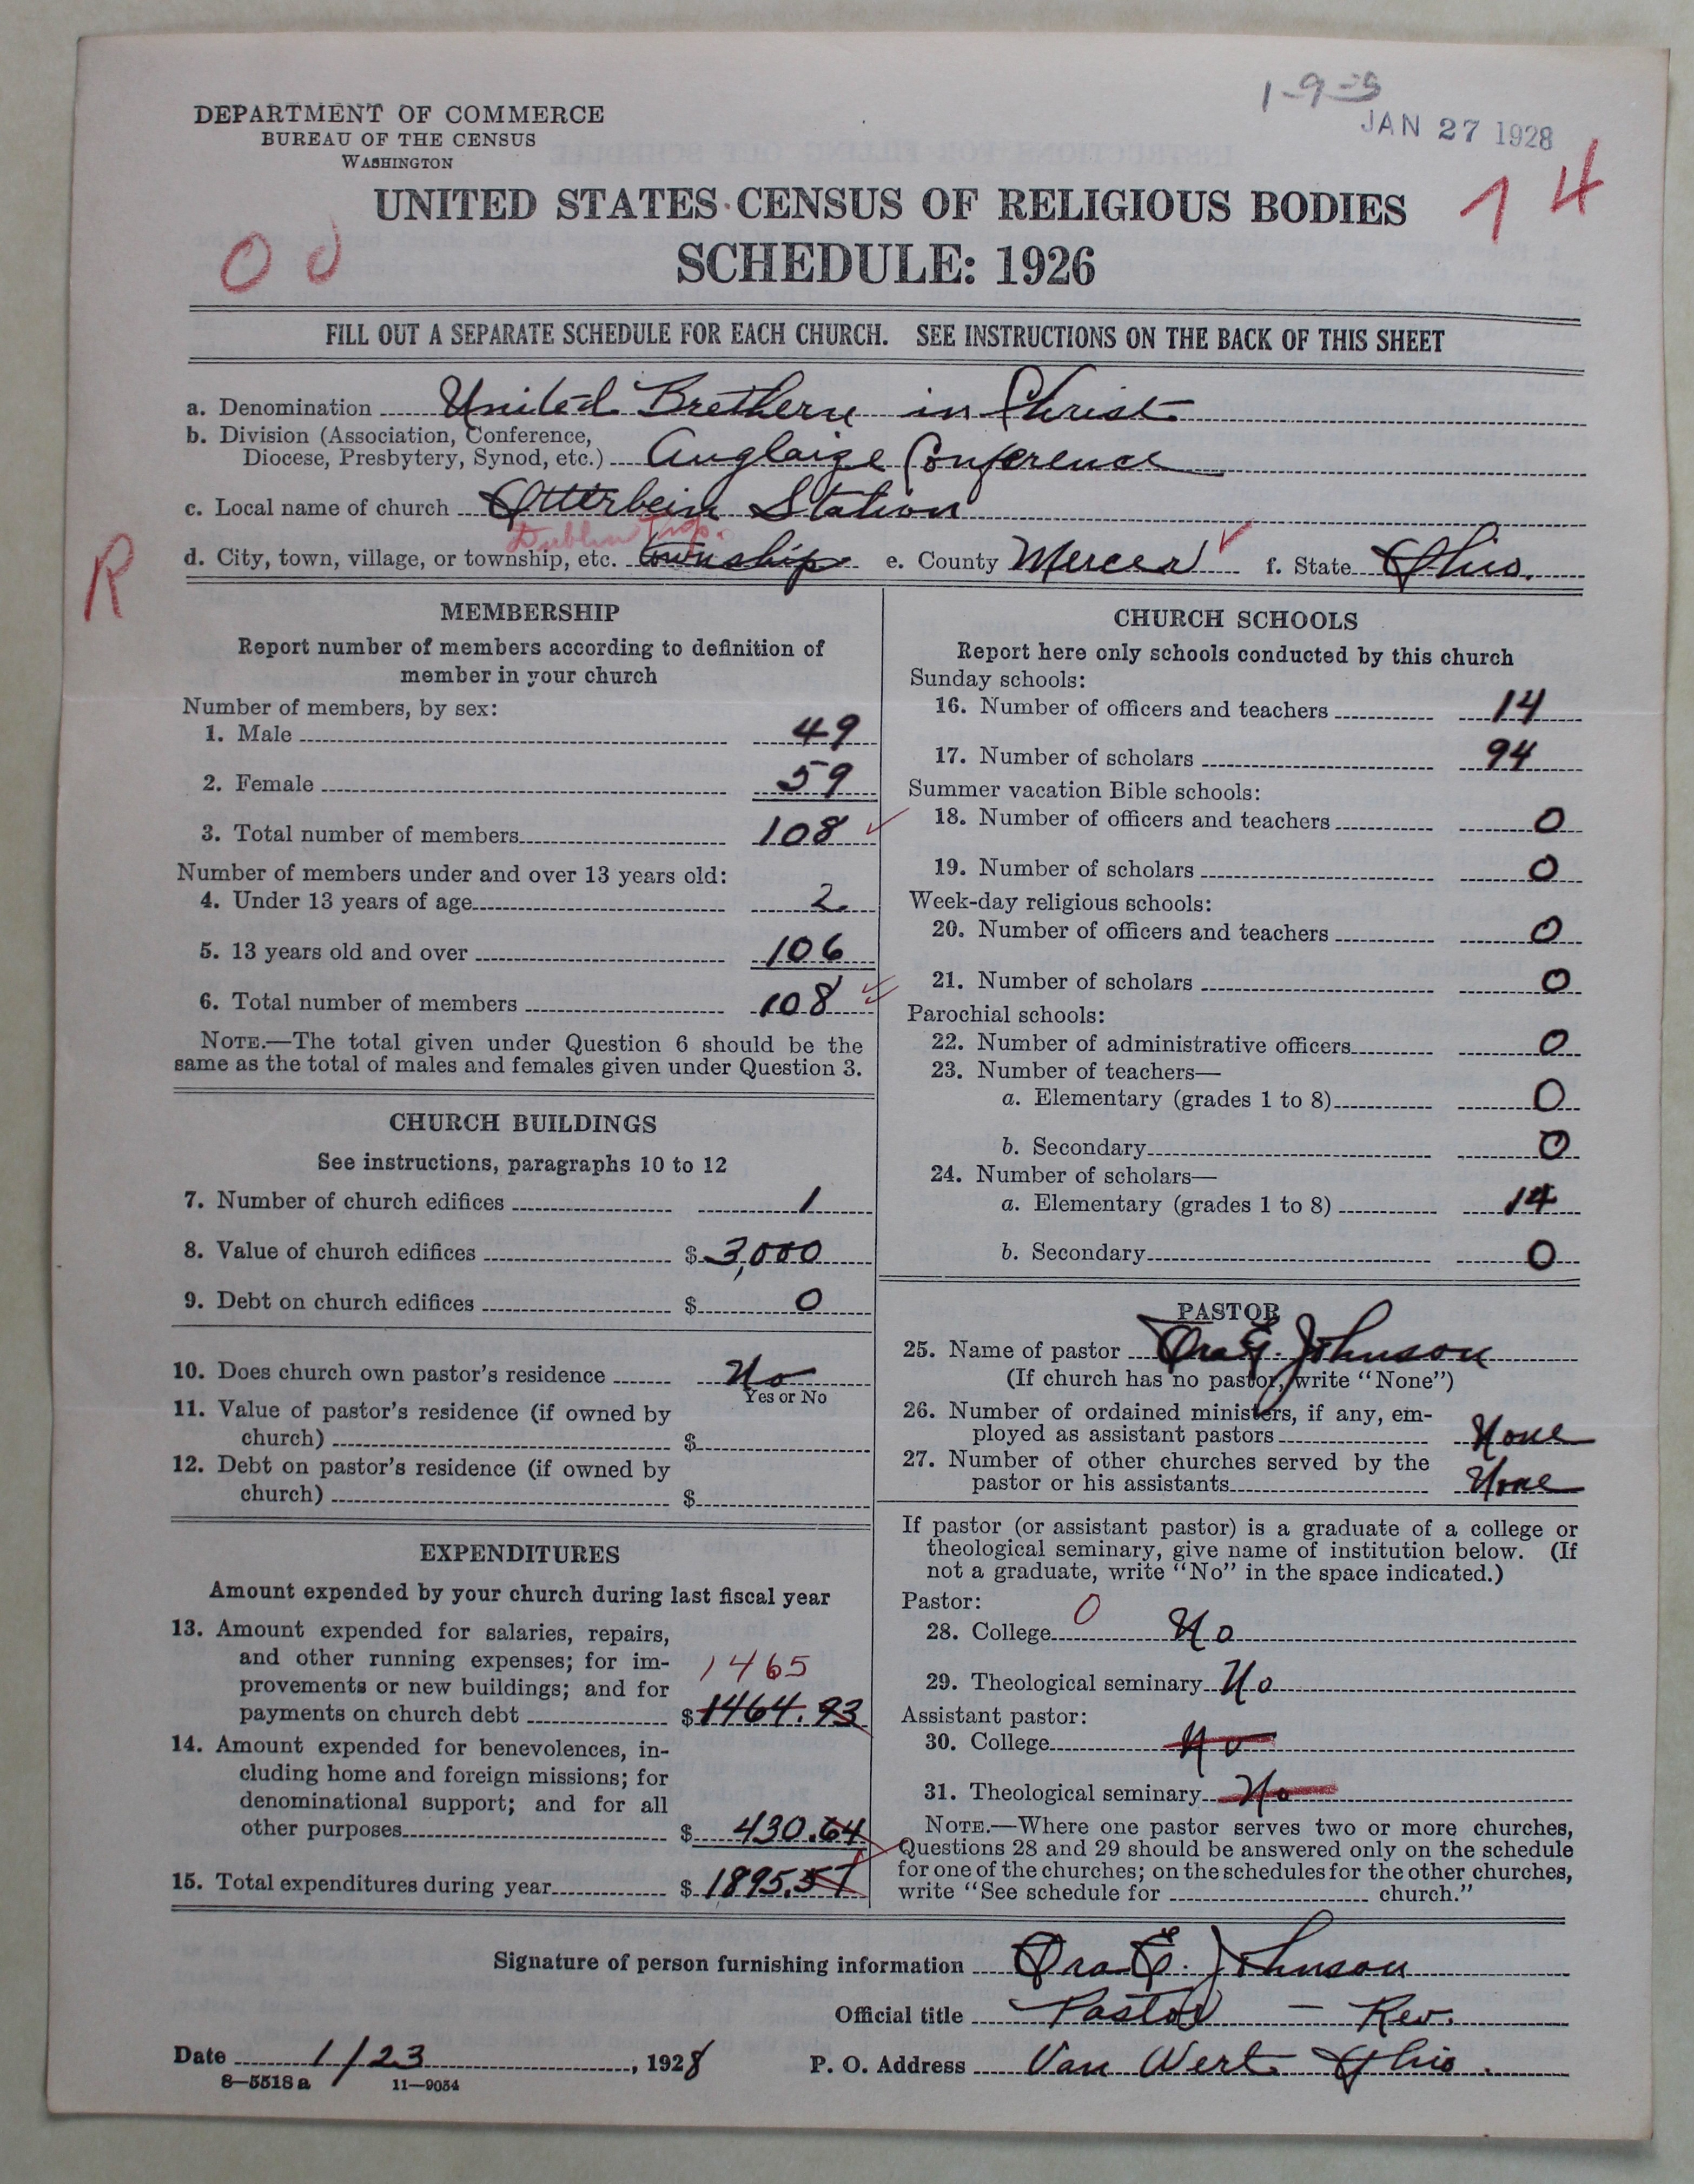 1-9-5
JAN 27 1928
DEPARTMENT OF COMMERCE
BUREAU OF THE CENSUS
WASHINGTON
UNITED STATES CENSUS OF RELIGIOUS BODIES
14
SCHEDULE: 1926
00
FILL OUT A SEPARATE SCHEDULE FOR EACH CHURCH. SEE INSTRUCTIONS ON THE BACK OF THIS SHEET
a. Denomination United Brethern in Christ
b. Division (Association, Conference,
Diocese, Presbytery, Synod, etc.) Auglaize Conference
c. Local name of church Otterbein Station
Dublin Twp.
d. City, town, village, or township, etc. township e. County Mercer f. State Ohio.
R
MEMBERSHIP
Report number of members according to definition of
member in your church
Number of members, by sex:
1. Male 49
2. Female 59
3. Total number of members 108
Number of members under and over 13 years old:
4. Under 13 years of age 2
5. 13 years old and over 106
6. Total number of members 108
NOTE.—The total given under Question 6 should be the
same as the total of males and females given under Question 3.
CHURCH BUILDINGS
See instructions, paragraphs 10 to 12
7. Number of church edifices 1
8. Value of church edifices $ 3,000
9. Debt on church edifices $ 0
10. Does church own pastor's residence No
Yes or No
11. Value of pastor's residence (if owned by
church) $
12. Debt on pastor's residence (if owned by
church) $
EXPENDITURES
Amount expended by your church during last fiscal year
13. Amount expended for salaries, repairs,
and other running expenses; for im-
1465
provements or new buildings; and for
payments on church debt $ 1464.93
14. Amount expended for benevolences, in-
cluding home and foreign missions; for
denominational support; and for all
other purposes $ 430.64
15. Total expenditures during year $ 1895.57
CHURCH SCHOOLS
Report here only schools conducted by this church
Sunday schools:
16. Number of officers and teachers 14
17. Number of scholars 94
Summer vacation Bible schools:
18. Number of officers and teachers 0
19. Number of scholars 0
Week-day religious schools:
20. Number of officers and teachers 0
21. Number of scholars 0
Parochial schools:
22. Number of administrative officers 0
23. Number of teachers—
a. Elementary (grades 1 to 8) 0
b. Secondary 0
24. Number of scholars—
a. Elementary (grades 1 to 8) 14
b. Secondary 0
PASTOR
25. Name of pastor Ora E. Johnson
(If church has no pastor, write "None")
26. Number of ordained ministers, if any, em-
ployed as assistant pastors None
27. Number of other churches served by the
pastor or his assistants None
If pastor (or assistant pastor) is a graduate of a college or
theological seminary, give name of institution below. (If
not a graduate, write "No" in the space indicated.)
Pastor: 0
28. College No
29. Theological seminary No
Assistant pastor:
30. College No
31. Theological seminary No
NOTE.—Where one pastor serves two or more churches,
Questions 28 and 29 should be answered only on the schedule
for one of the churches; on the schedules for the other churches,
write "See schedule for church."
Signature of person furnishing information Ora E. Johnson
Official title Pastor – Rev.
Date 1/23, 1928 P. O. Address Van Wert Ohio.
8—5518a 11—9054